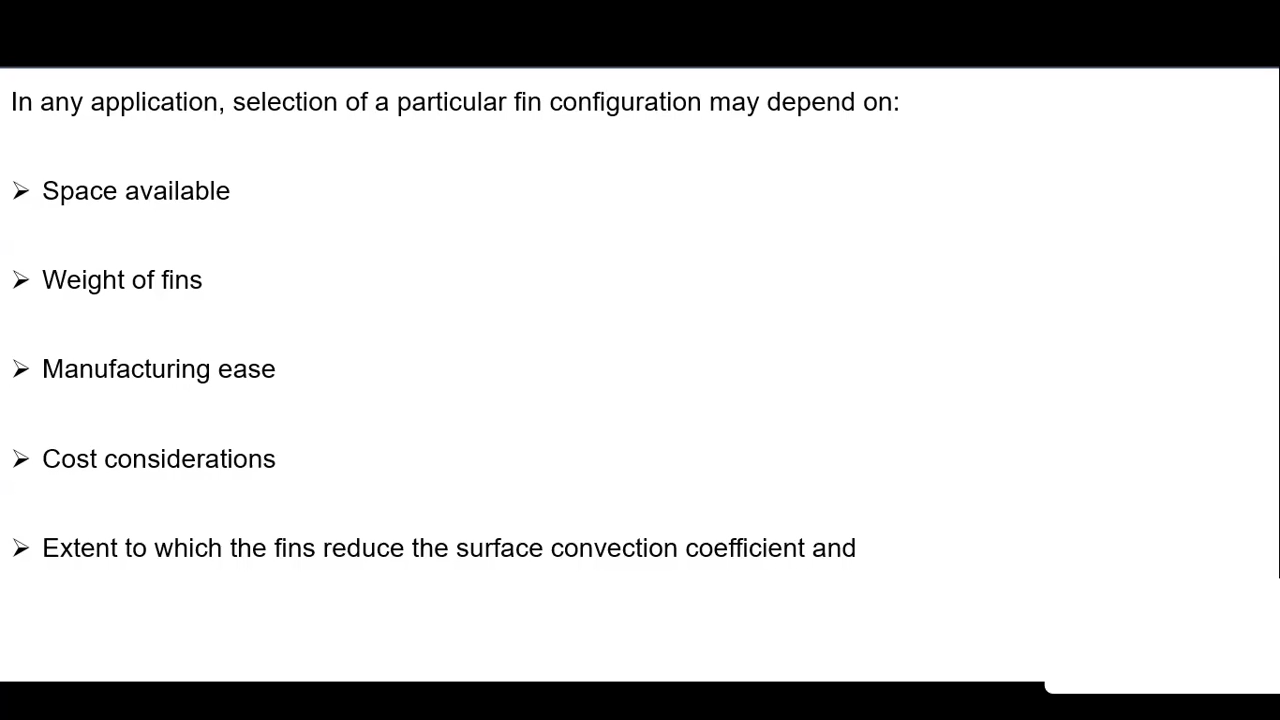 In any application, selection of a particular fin configuration may depend on:
➢ Space available
➢ Weight of fins
➢ Manufacturing ease
➢ Cost considerations
➢ Extent to which the fins reduce the surface convection coefficient and